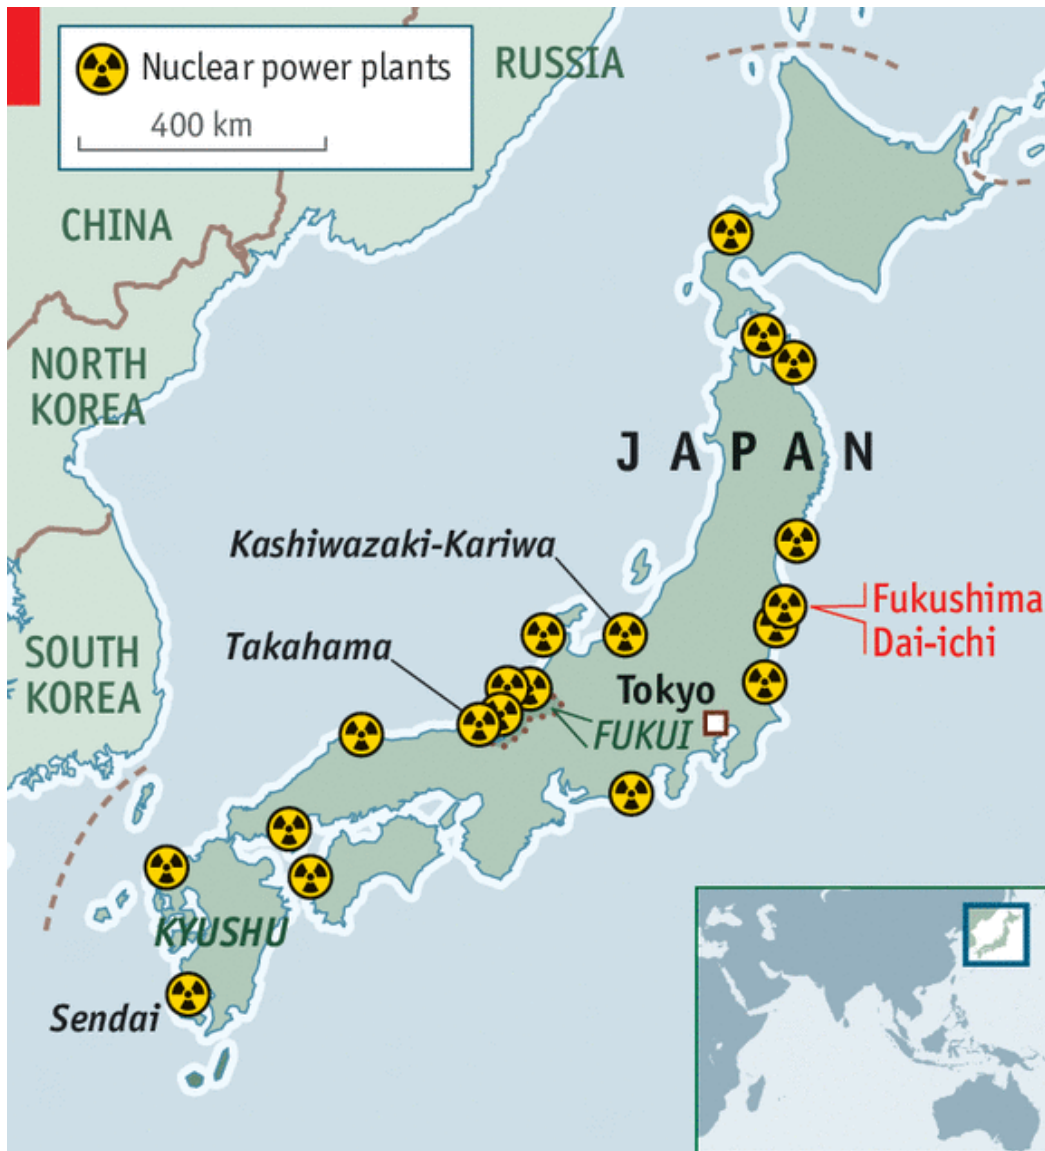 Nuclear power plants
400 km
RUSSIA
CHINA
NORTH
KOREA
JAPAN
Kashiwazaki-Kariwa
Fukushima
Dai-ichi
SOUTH
KOREA
Takahama
Tokyo
FUKUI
KYUSHU
Sendai